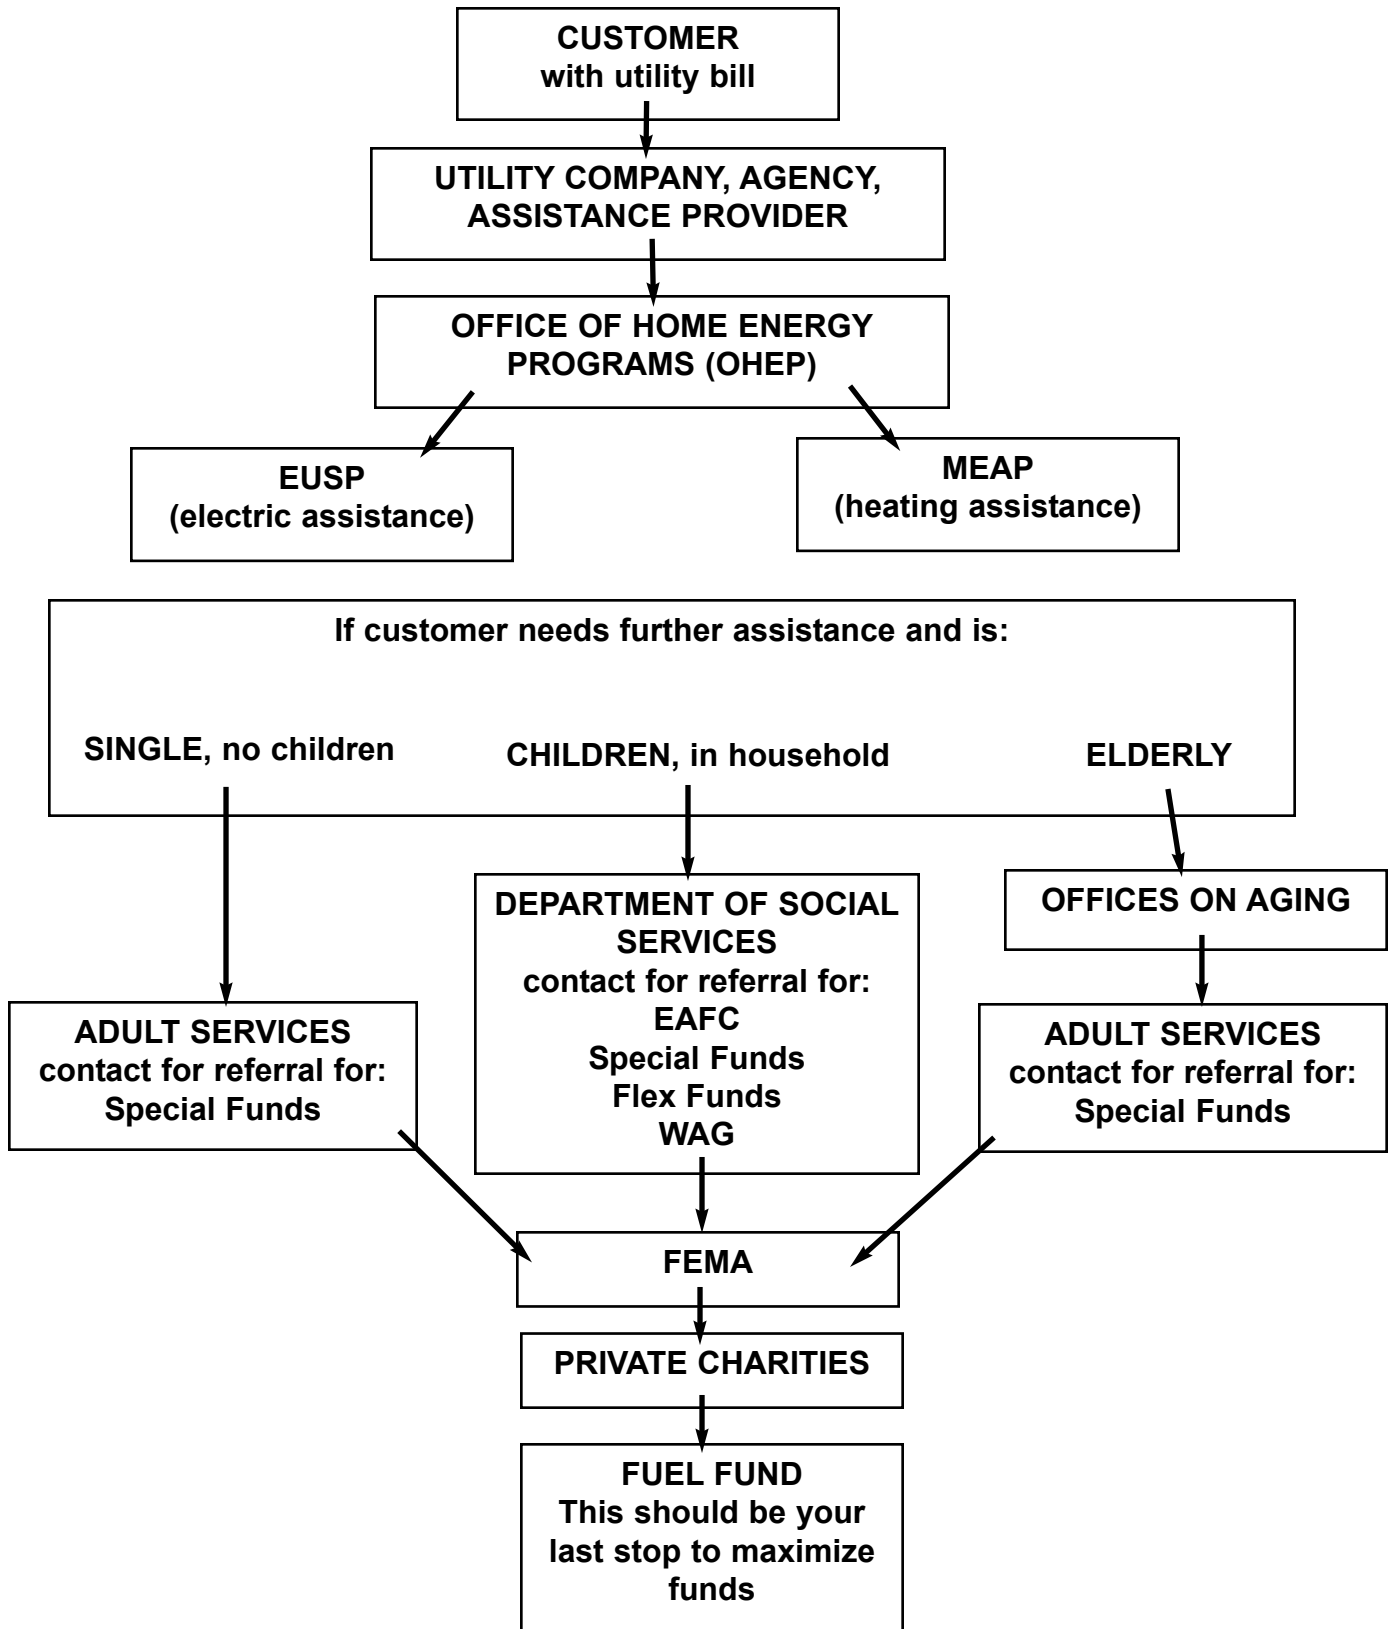 CUSTOMER
with utility bill
UTILITY COMPANY, AGENCY,
ASSISTANCE PROVIDER
OFFICE OF HOME ENERGY
PROGRAMS (OHEP)
EUSP
(electric assistance)
MEAP
(heating assistance)
If customer needs further assistance and is:
SINGLE, no children
CHILDREN, in household
ELDERLY
ADULT SERVICES
contact for referral for:
Special Funds
DEPARTMENT OF SOCIAL
SERVICES
contact for referral for:
EAFC
Special Funds
Flex Funds
WAG
OFFICES ON AGING
ADULT SERVICES
contact for referral for:
Special Funds
FEMA
PRIVATE CHARITIES
FUEL FUND
This should be your
last stop to maximize
funds